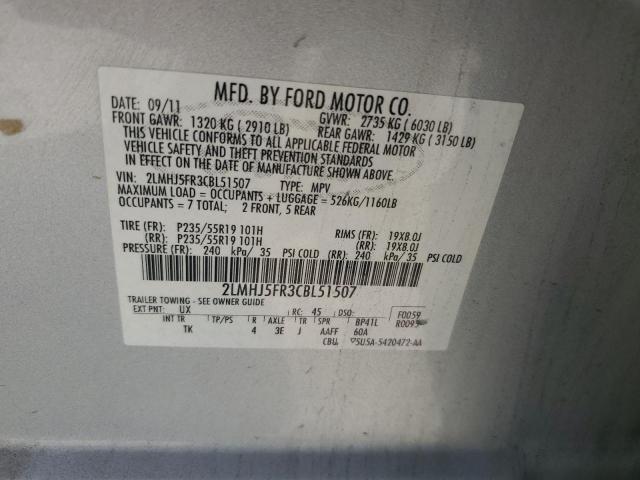 MFD. BY FORD MOTOR CO.
DATE: 09/11 GVWR: 2735 KG ( 6030 LB)
FRONT GAWR: 1320 KG ( 2910 LB) REAR GAWR: 1429 KG ( 3150 LB)
THIS VEHICLE CONFORMS TO ALL APPLICABLE FEDERAL MOTOR
VEHICLE SAFETY AND THEFT PREVENTION STANDARDS
IN EFFECT ON THE DATE OF MANUFACTURE SHOWN ABOVE.
VIN: 2LMHJ5FR3CBL51507 TYPE: MPV
MAXIMUM LOAD = OCCUPANTS + LUGGAGE = 526KG/1160LB
OCCUPANTS = 7 TOTAL; 2 FRONT, 5 REAR
TIRE (FR): P235/55R19 101H RIMS (FR): 19X8.0J
(RR): P235/55R19 101H (RR): 19X8.0J
PRESSURE (FR): 240 kPa/ 35 PSI COLD (RR): 240 kPa/ 35 PSI COLD
2LMHJ5FR3CBL51507
TRAILER TOWING - SEE OWNER GUIDE
EXT PNT: UX RC: 45 DSO: F0059
INT TR TP/PS R AXLE TR SPR BP41L R0095
TK 4 3E J AAFF 60A
CBU 5U5A-5420472-AA